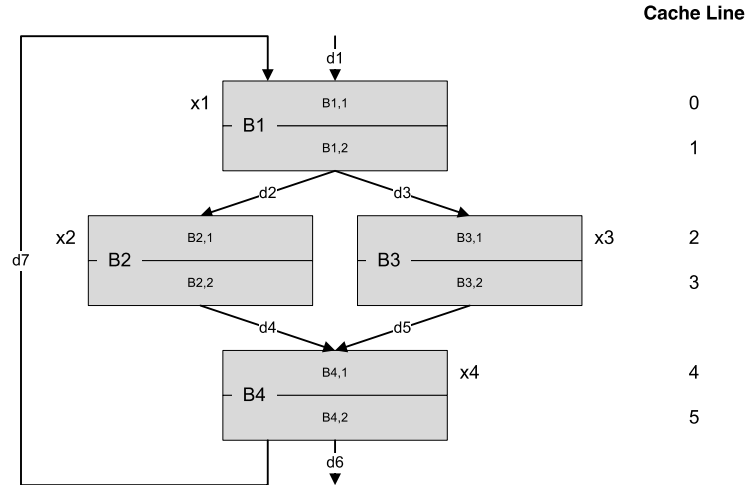 Cache Line
d1
x1 B1,1 0
B1
B1,2 1
d2 d3
x2 B2,1 B3,1 x3 2
d7 B2 B3
B2,2 B3,2 3
d4 d5
B4,1 x4 4
B4
B4,2 5
d6